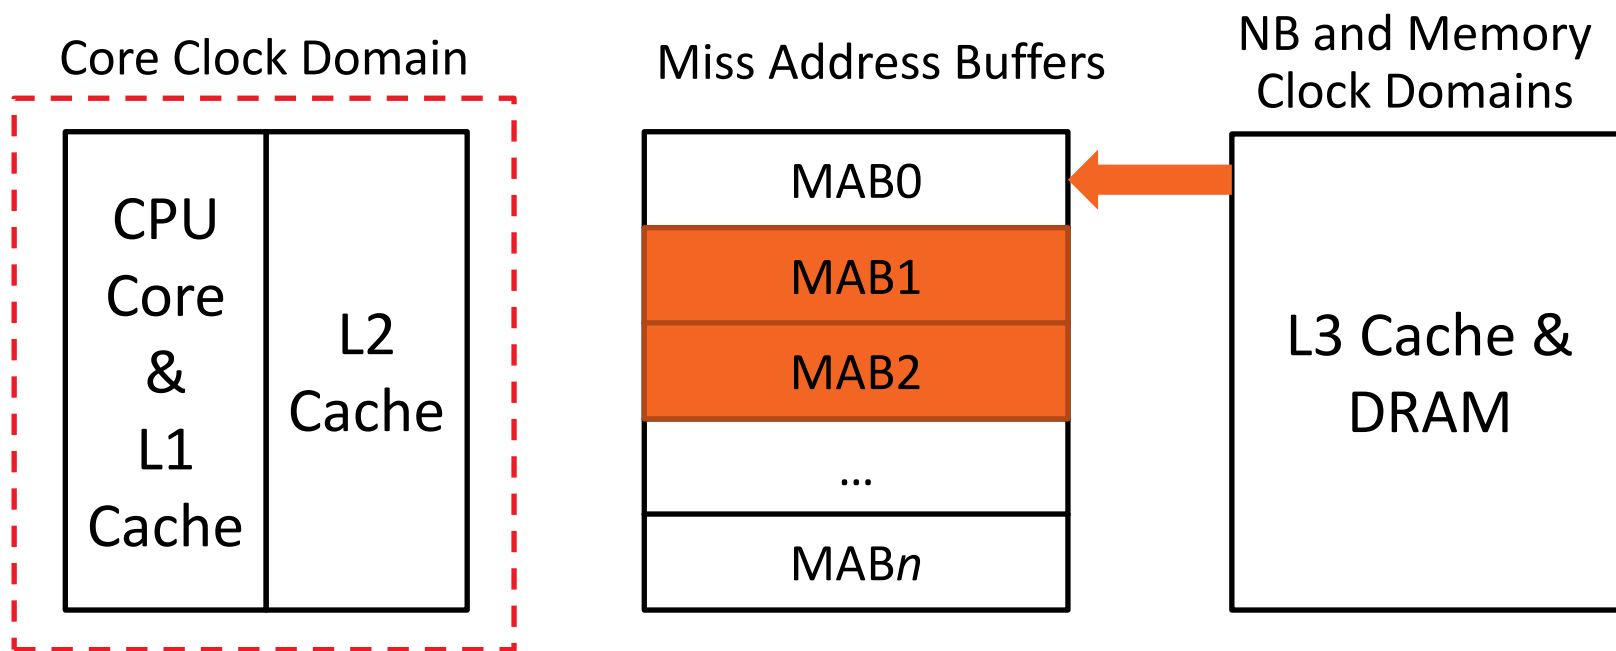 Core Clock Domain
CPU
Core
&
L1
Cache
L2
Cache
Miss Address Buffers
MAB0
MAB1
MAB2
...
MABn
NB and Memory
Clock Domains
L3 Cache &
DRAM